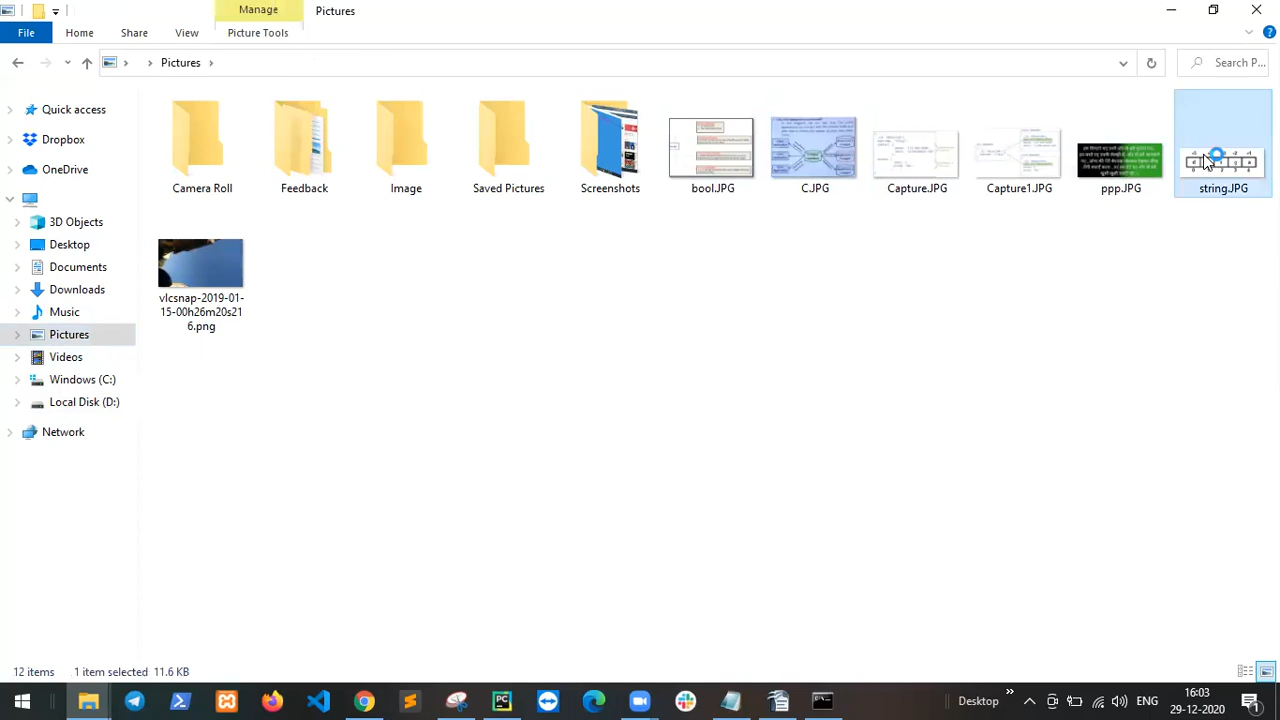 Manage
Pictures
File
Home
Share
View
Picture Tools
Pictures
Search P...
Quick access
Dropbox
OneDrive
3D Objects
Desktop
Documents
Downloads
Music
Pictures
Videos
Windows (C:)
Local Disk (D:)
Network
Camera Roll
Feedback
Image
Saved Pictures
Screenshots
bool.JPG
C.JPG
Capture.JPG
Capture1.JPG
ppp.JPG
string.JPG
vlcsnap-2019-01-
15-00h26m20s21
6.png
12 items
1 item selected 11.6 KB
Desktop
ENG
16:03
29-12-2020